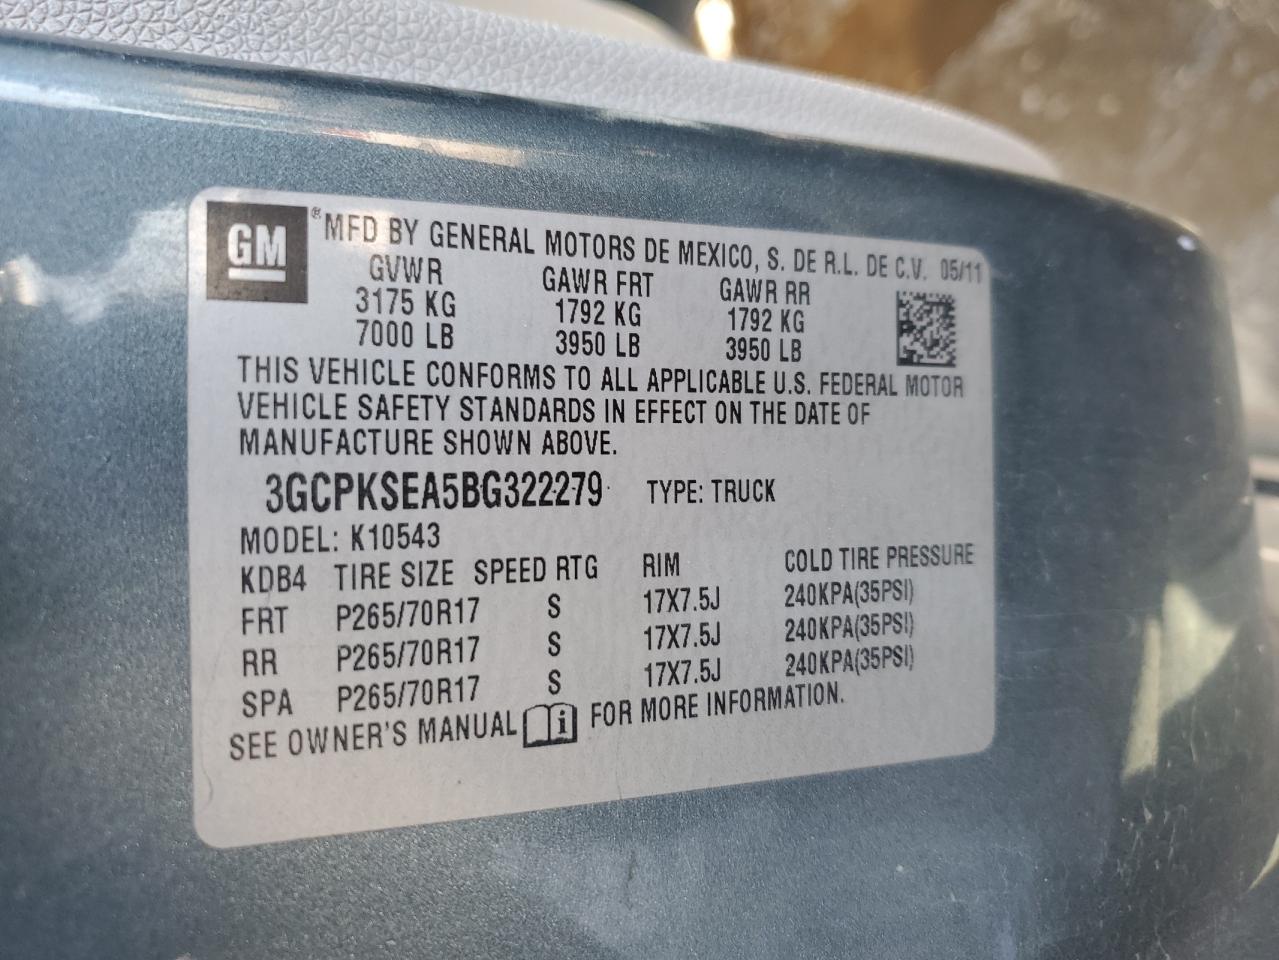 GM ® MFD BY GENERAL MOTORS DE MEXICO, S. DE R.L. DE C.V. 05/11
GVWR GAWR FRT GAWR RR
3175 KG 1792 KG 1792 KG
7000 LB 3950 LB 3950 LB
THIS VEHICLE CONFORMS TO ALL APPLICABLE U.S. FEDERAL MOTOR
VEHICLE SAFETY STANDARDS IN EFFECT ON THE DATE OF
MANUFACTURE SHOWN ABOVE.
3GCPKSEA5BG322279 TYPE: TRUCK
MODEL: K10543
KDB4 TIRE SIZE SPEED RTG RIM COLD TIRE PRESSURE
FRT P265/70R17 S 17X7.5J 240KPA(35PSI)
RR P265/70R17 S 17X7.5J 240KPA(35PSI)
SPA P265/70R17 S 17X7.5J 240KPA(35PSI)
SEE OWNER'S MANUAL i FOR MORE INFORMATION.